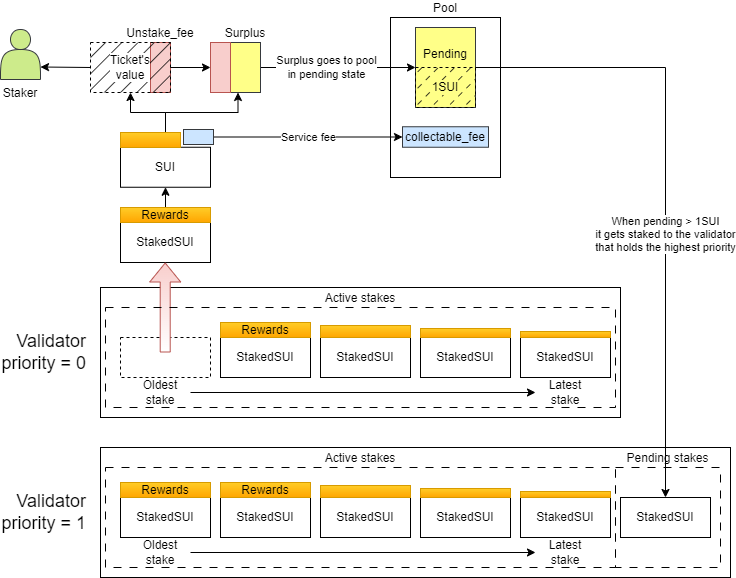 Unstake_fee
Surplus
Pool
Staker
Ticket's
value
Surplus goes to pool
in pending state
Pending
1SUI
Service fee
collectable_fee
SUI
Rewards
StakedSUI
When pending > 1SUI
it gets staked to the validator
that holds the highest priority
Active stakes
Validator
priority = 0
Rewards
StakedSUI
StakedSUI
StakedSUI
StakedSUI
Oldest
stake
Latest
stake
Active stakes
Pending stakes
Validator
priority = 1
Rewards
Rewards
StakedSUI
StakedSUI
StakedSUI
StakedSUI
StakedSUI
StakedSUI
Oldest
stake
Latest
stake